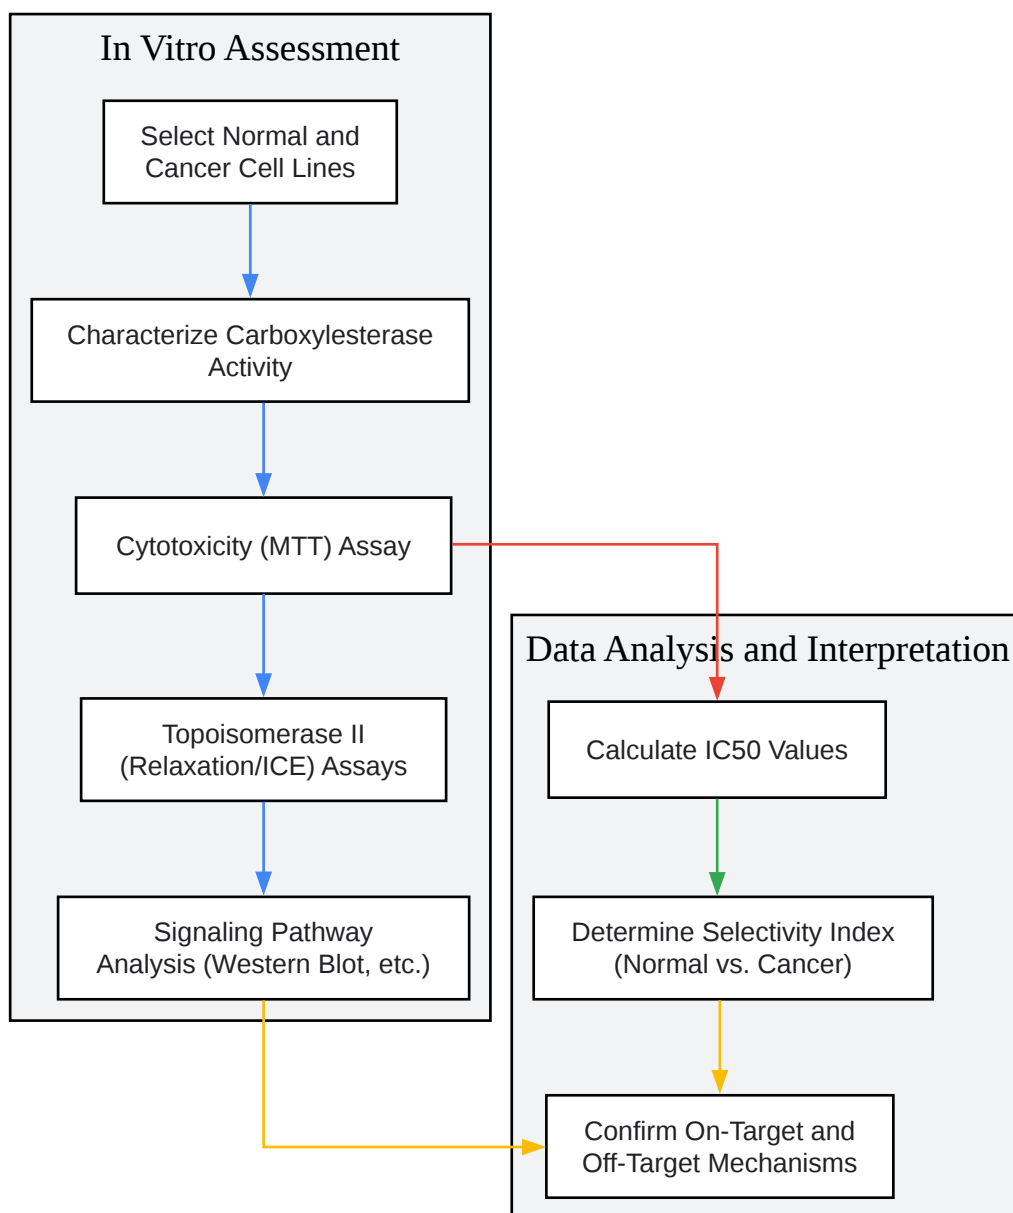 In Vitro Assessment
Select Normal and
Cancer Cell Lines
Characterize Carboxylesterase
Activity
Cytotoxicity (MTT) Assay
Topoisomerase II
(Relaxation/ICE) Assays
Signaling Pathway
Analysis (Western Blot, etc.)
Data Analysis and Interpretation
Calculate IC50 Values
Determine Selectivity Index
(Normal vs. Cancer)
Confirm On-Target and
Off-Target Mechanisms